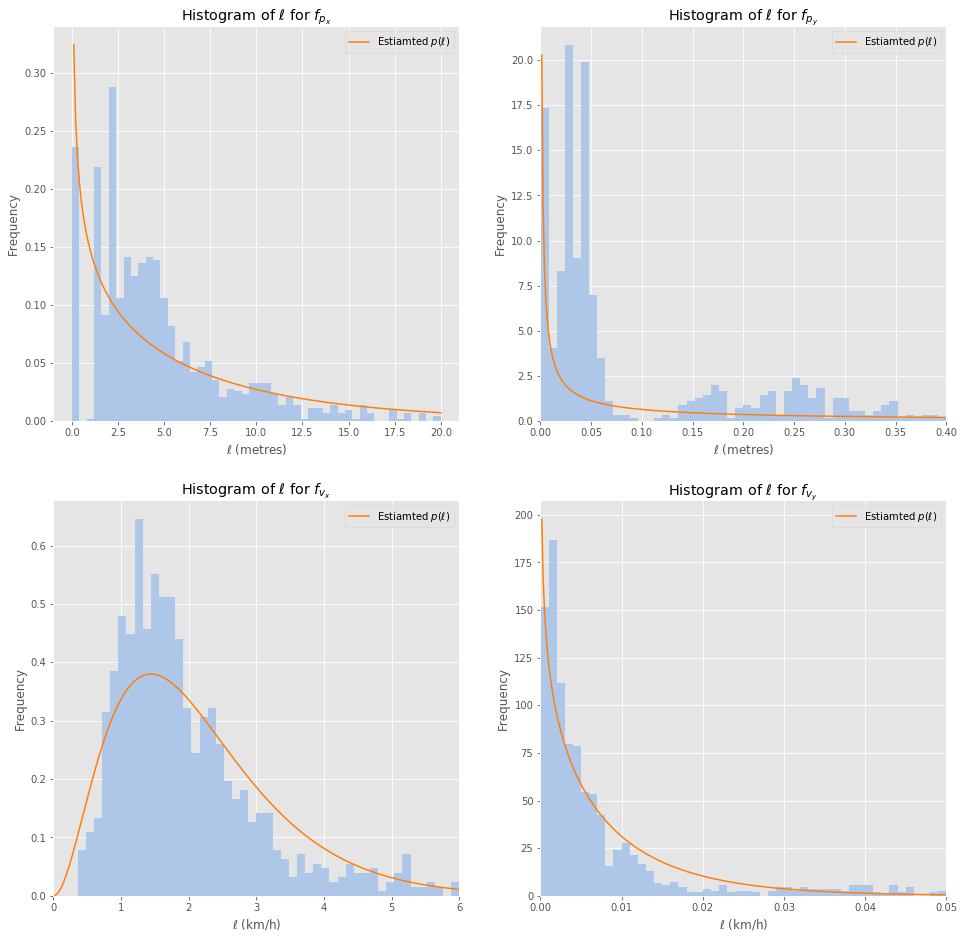 Histogram of ℓ for f_{p_x}
Estiamted p(ℓ)
Frequency
0.30
0.25
0.20
0.15
0.10
0.05
0.00
0.0 2.5 5.0 7.5 10.0 12.5 15.0 17.5 20.0
ℓ (metres)
Histogram of ℓ for f_{p_y}
Estiamted p(ℓ)
Frequency
20.0
17.5
15.0
12.5
10.0
7.5
5.0
2.5
0.0
0.00 0.05 0.10 0.15 0.20 0.25 0.30 0.35 0.40
ℓ (metres)
Histogram of ℓ for f_{v_x}
Estiamted p(ℓ)
Frequency
0.6
0.5
0.4
0.3
0.2
0.1
0.0
0 1 2 3 4 5 6
ℓ (km/h)
Histogram of ℓ for f_{v_y}
Estiamted p(ℓ)
Frequency
200
175
150
125
100
75
50
25
0
0.00 0.01 0.02 0.03 0.04 0.05
ℓ (km/h)